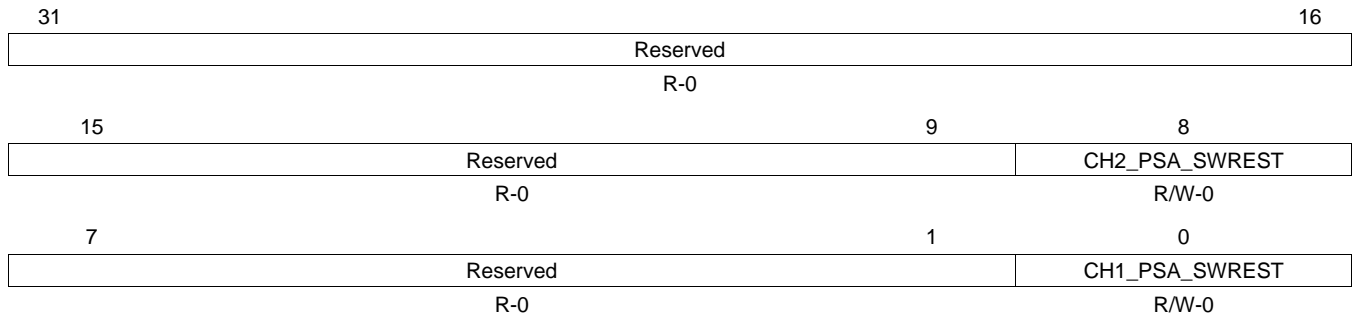 31 16
Reserved
R-0
15 9 8
Reserved CH2_PSA_SWREST
R-0 R/W-0
7 1 0
Reserved CH1_PSA_SWREST
R-0 R/W-0